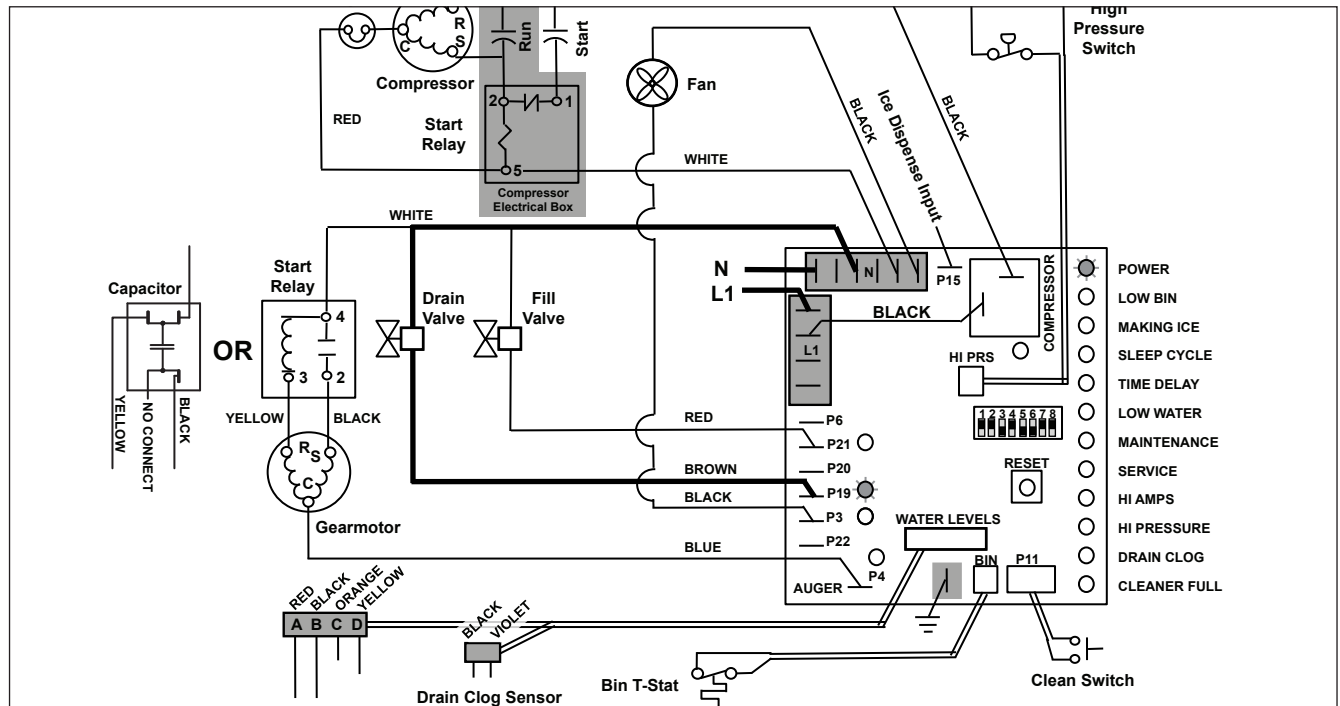 High
Pressure
Switch
R
S
C
Compressor
Run
Start
Fan
RED
2
1
Start
Relay
5
Compressor
Electrical Box
WHITE
BLACK
Ice Dispense Input
BLACK
WHITE
Capacitor
YELLOW
NO CONNECT
BLACK
OR
Start
Relay
4
3
2
YELLOW
BLACK
R
S
C
Gearmotor
Drain
Valve
Fill
Valve
N
L1
N
P15
BLACK
L1
COMPRESSOR
HI PRS
1 2 3 4 5 6 7 8
RESET
RED
BROWN
BLACK
BLUE
P6
P21
P20
P19
P3
P22
P4
AUGER
WATER LEVELS
BIN
P11
POWER
LOW BIN
MAKING ICE
SLEEP CYCLE
TIME DELAY
LOW WATER
MAINTENANCE
SERVICE
HI AMPS
HI PRESSURE
DRAIN CLOG
CLEANER FULL
RED
BLACK
ORANGE
YELLOW
A B C D
BLACK
VIOLET
Drain Clog Sensor
Bin T-Stat
Clean Switch